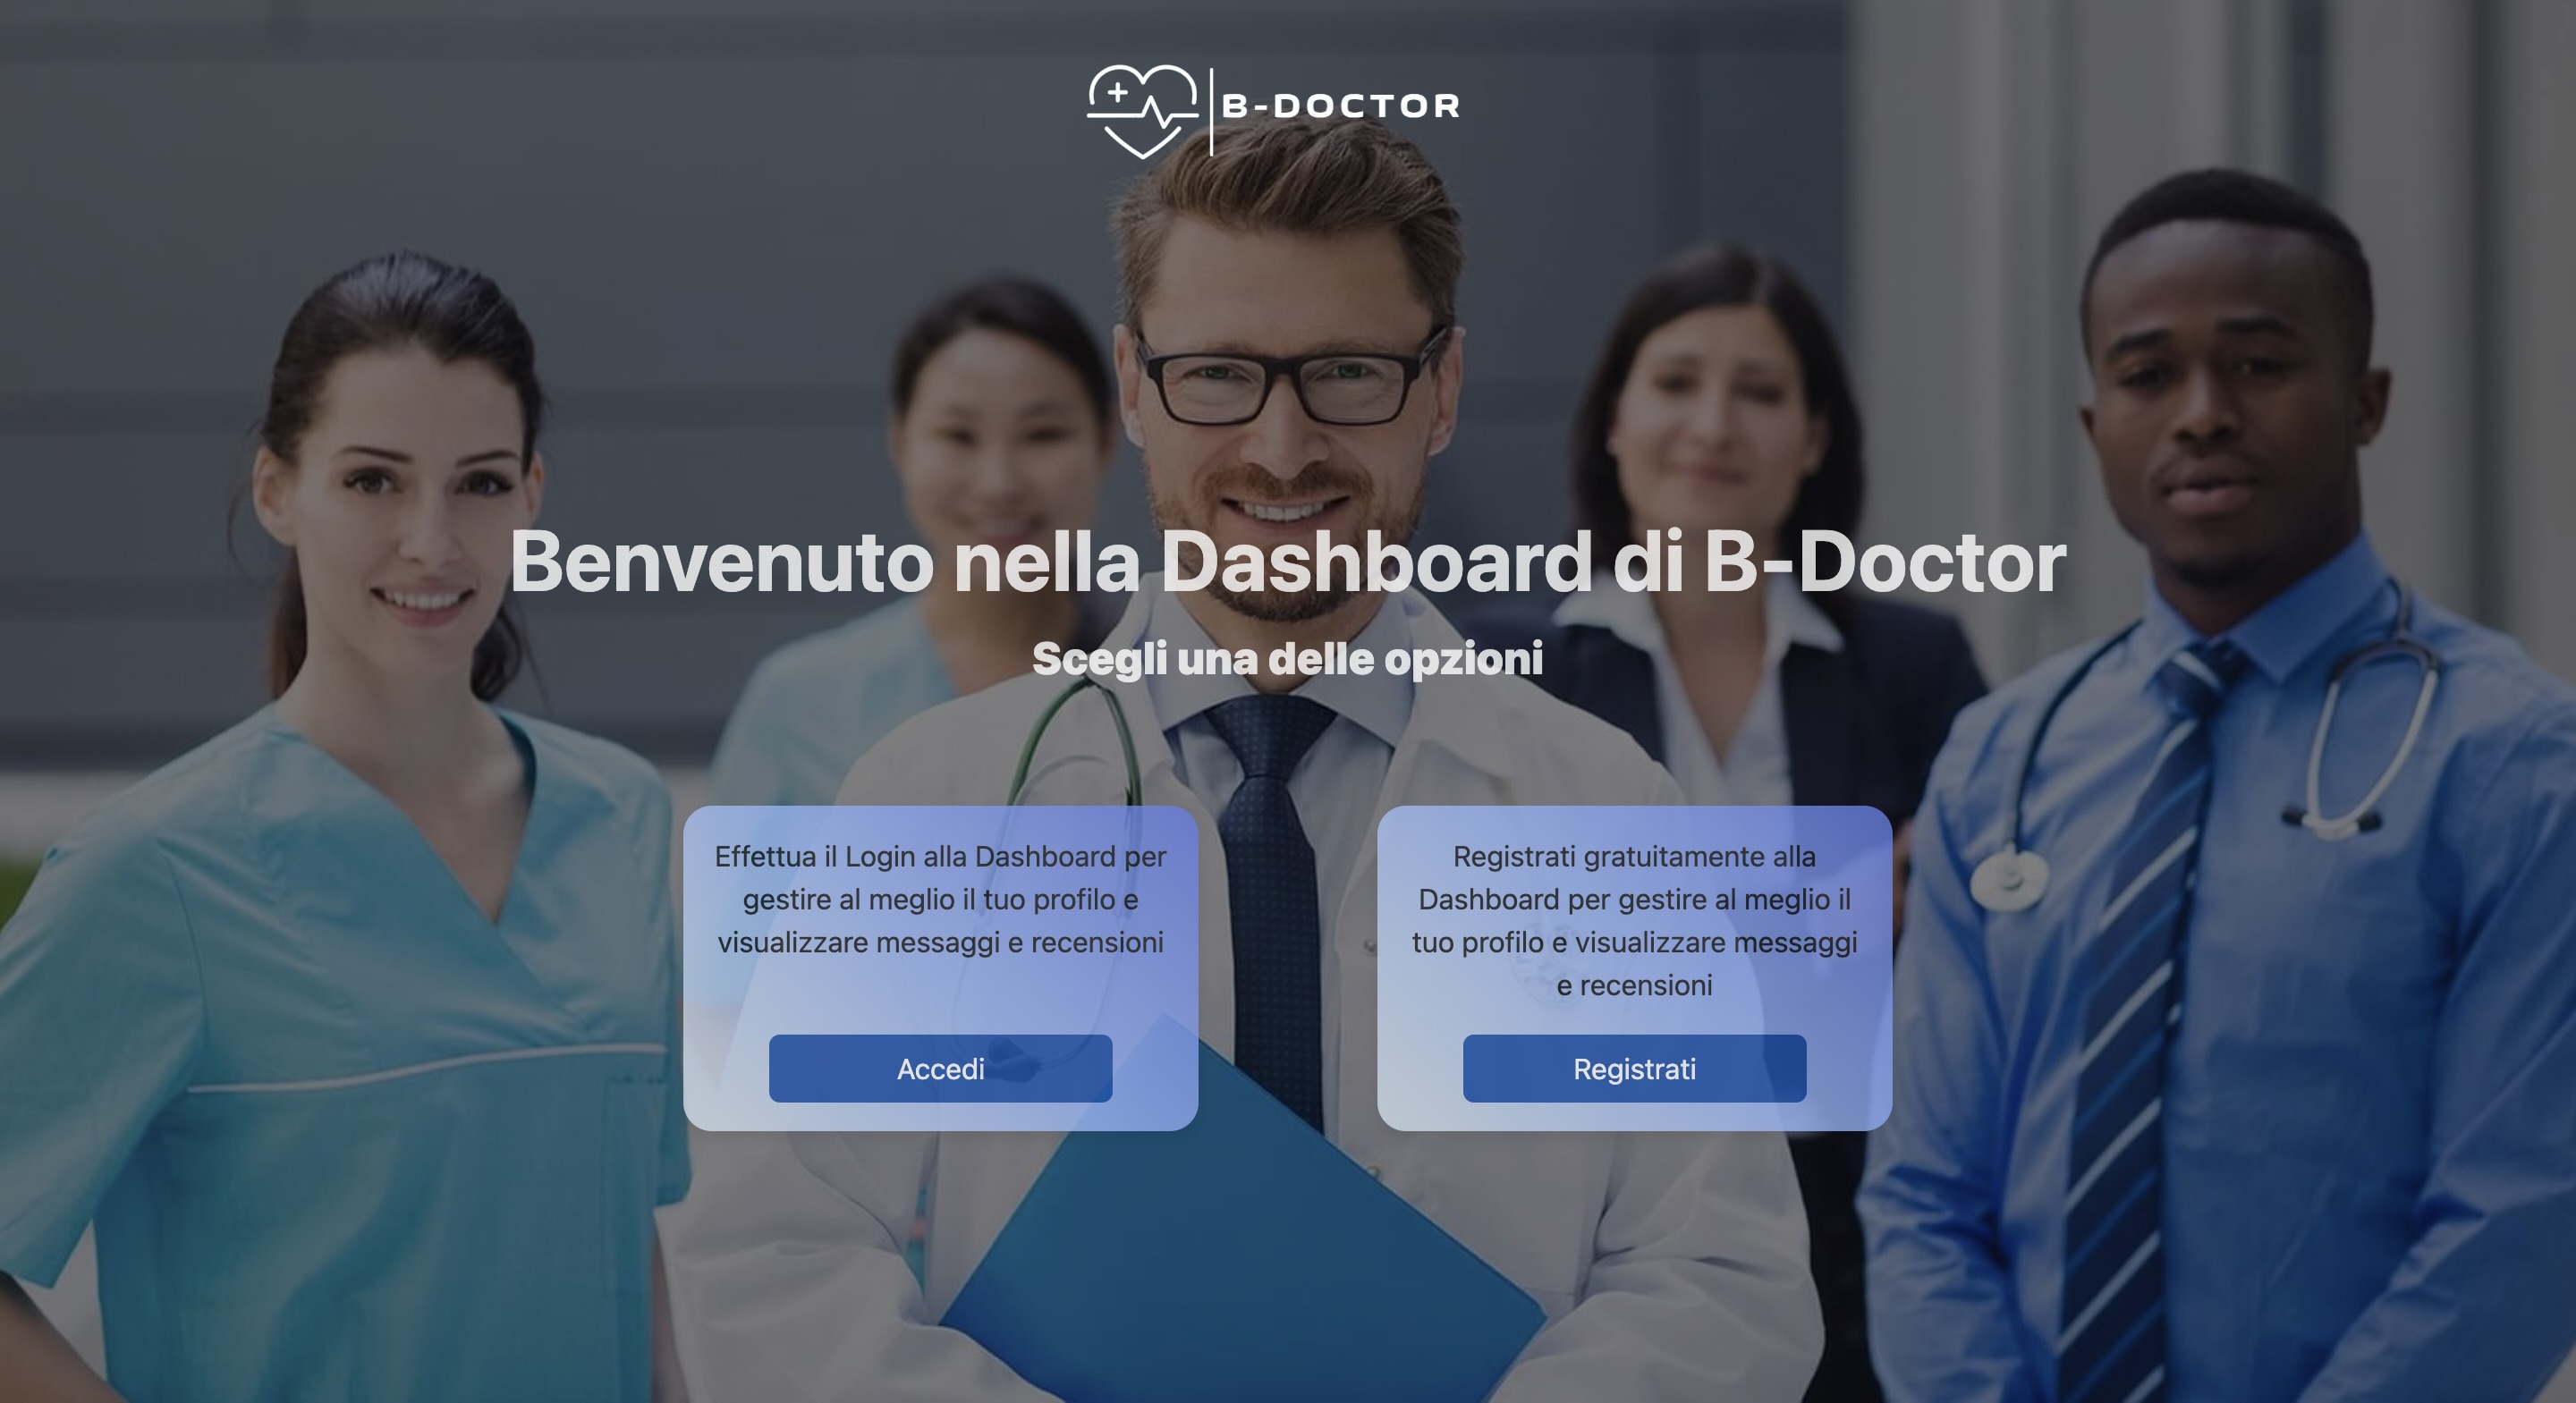 B-DOCTOR
Benvenuto nella Dashboard di B-Doctor
Scegli una delle opzioni
Effettua il Login alla Dashboard per
gestire al meglio il tuo profilo e
visualizzare messaggi e recensioni
Accedi
Registrati gratuitamente alla
Dashboard per gestire al meglio il
tuo profilo e visualizzare messaggi
e recensioni
Registrati